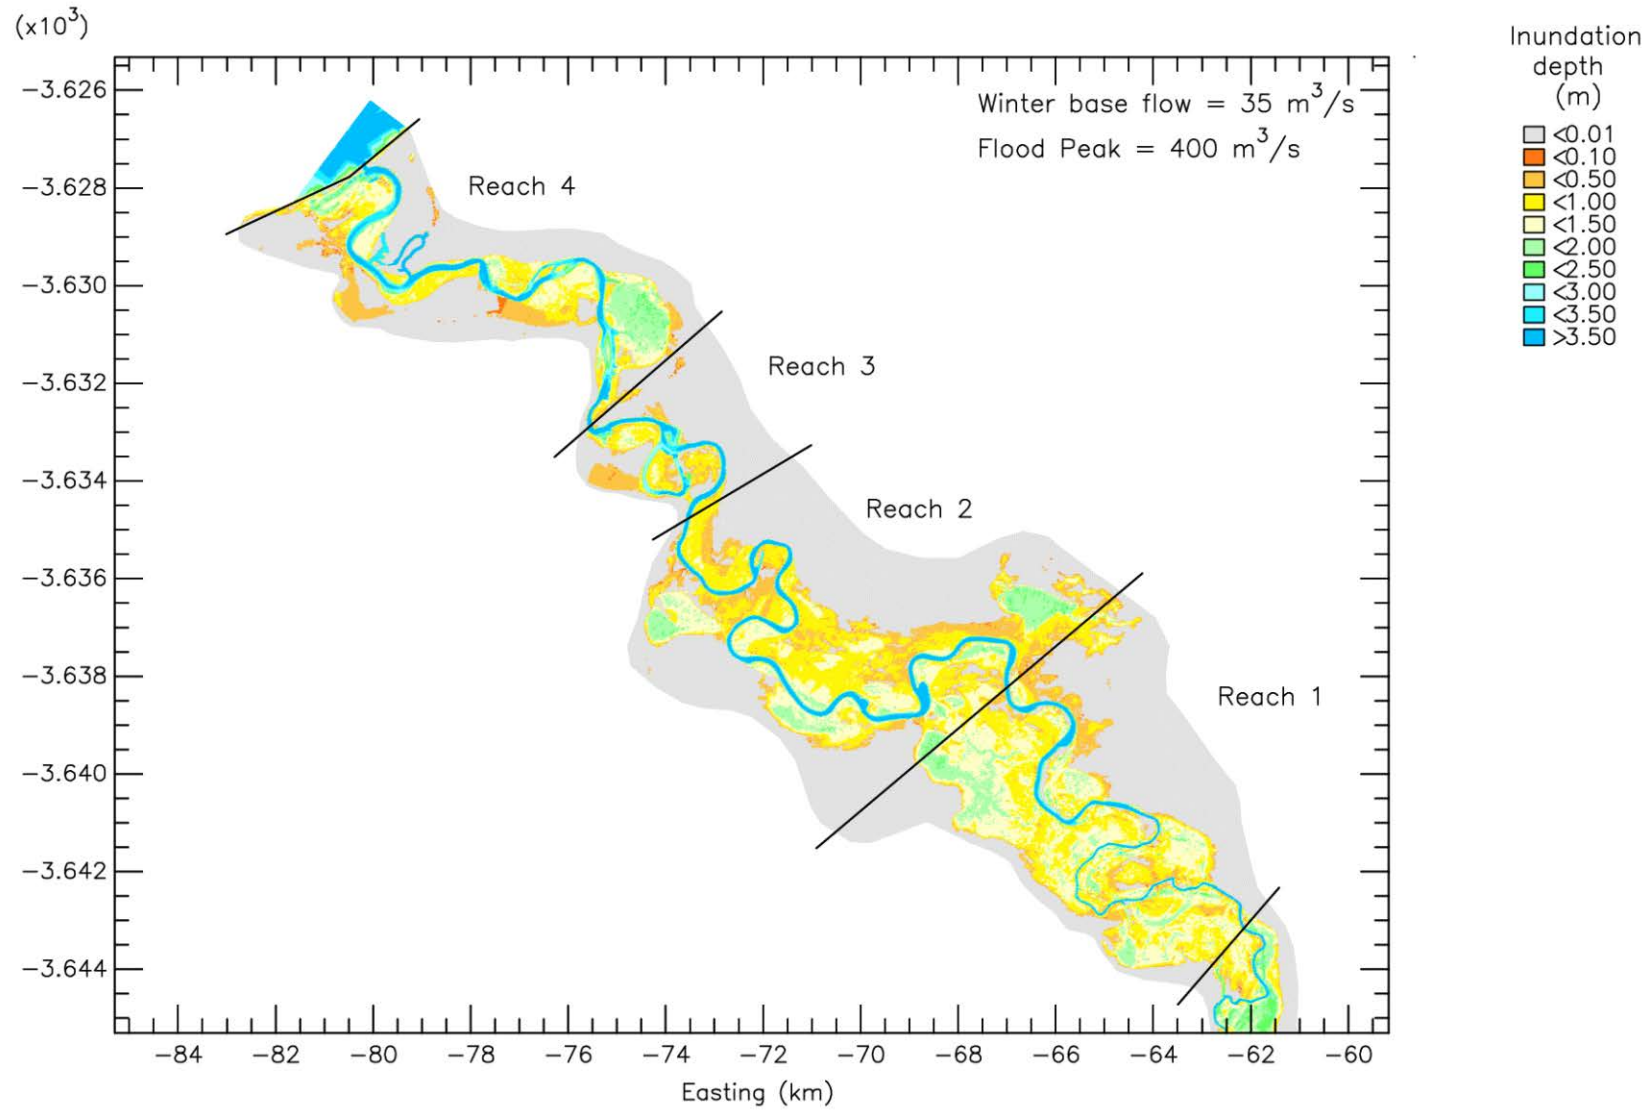 (x10³)
Inundation
depth
(m)
Winter base flow = 35 m³/s
Flood Peak = 400 m³/s
<0.01
<0.10
<0.50
<1.00
<1.50
<2.00
<2.50
<3.00
<3.50
>3.50
−3.626
−3.628
−3.630
−3.632
−3.634
−3.636
−3.638
−3.640
−3.642
−3.644
Reach 4
Reach 3
Reach 2
Reach 1
−84 −82 −80 −78 −76 −74 −72 −70 −68 −66 −64 −62 −60
Easting (km)